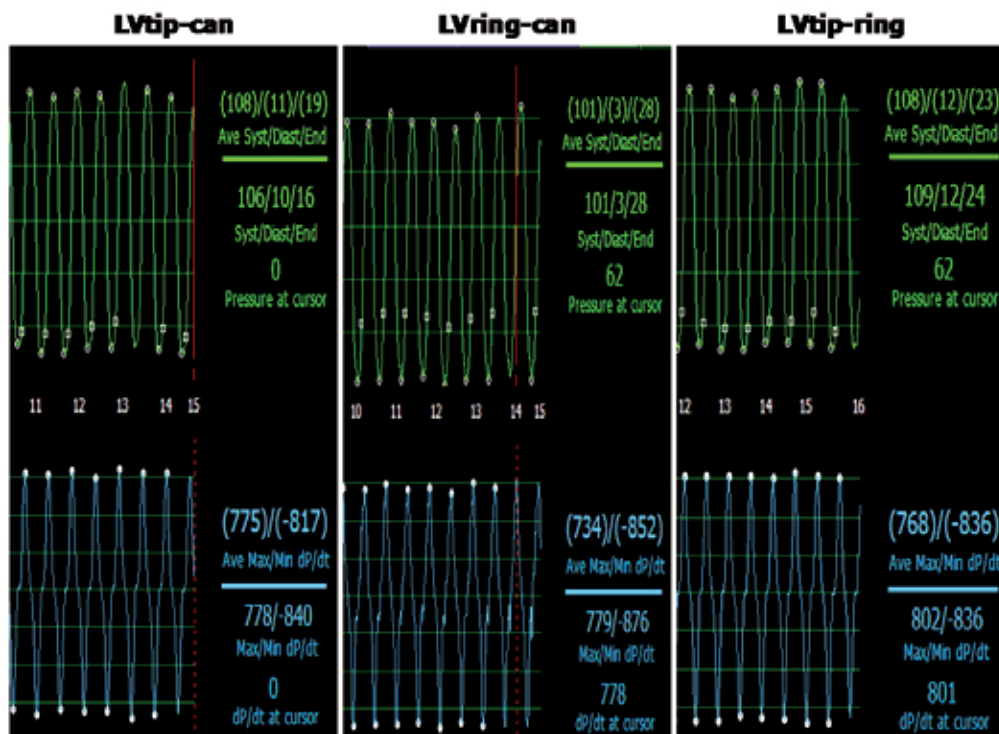 LVtip-can
(108)/(11)/(19)
Ave Syst/Diast/End
106/10/16
Syst/Diast/End
0
Pressure at cursor
11 12 13 14 15
(775)/(-817)
Ave Max/Min dP/dt
778/-840
Max/Min dP/dt
0
dP/dt at cursor
LVring-can
(101)/(3)/(28)
Ave Syst/Diast/End
101/3/28
Syst/Diast/End
62
Pressure at cursor
10 11 12 13 14 15
(734)/(-852)
Ave Max/Min dP/dt
779/-876
Max/Min dP/dt
778
dP/dt at cursor
LVtip-ring
(108)/(12)/(23)
Ave Syst/Diast/End
109/12/24
Syst/Diast/End
62
Pressure at cursor
12 13 14 15 16
(768)/(-836)
Ave Max/Min dP/dt
802/-836
Max/Min dP/dt
801
dP/dt at cursor